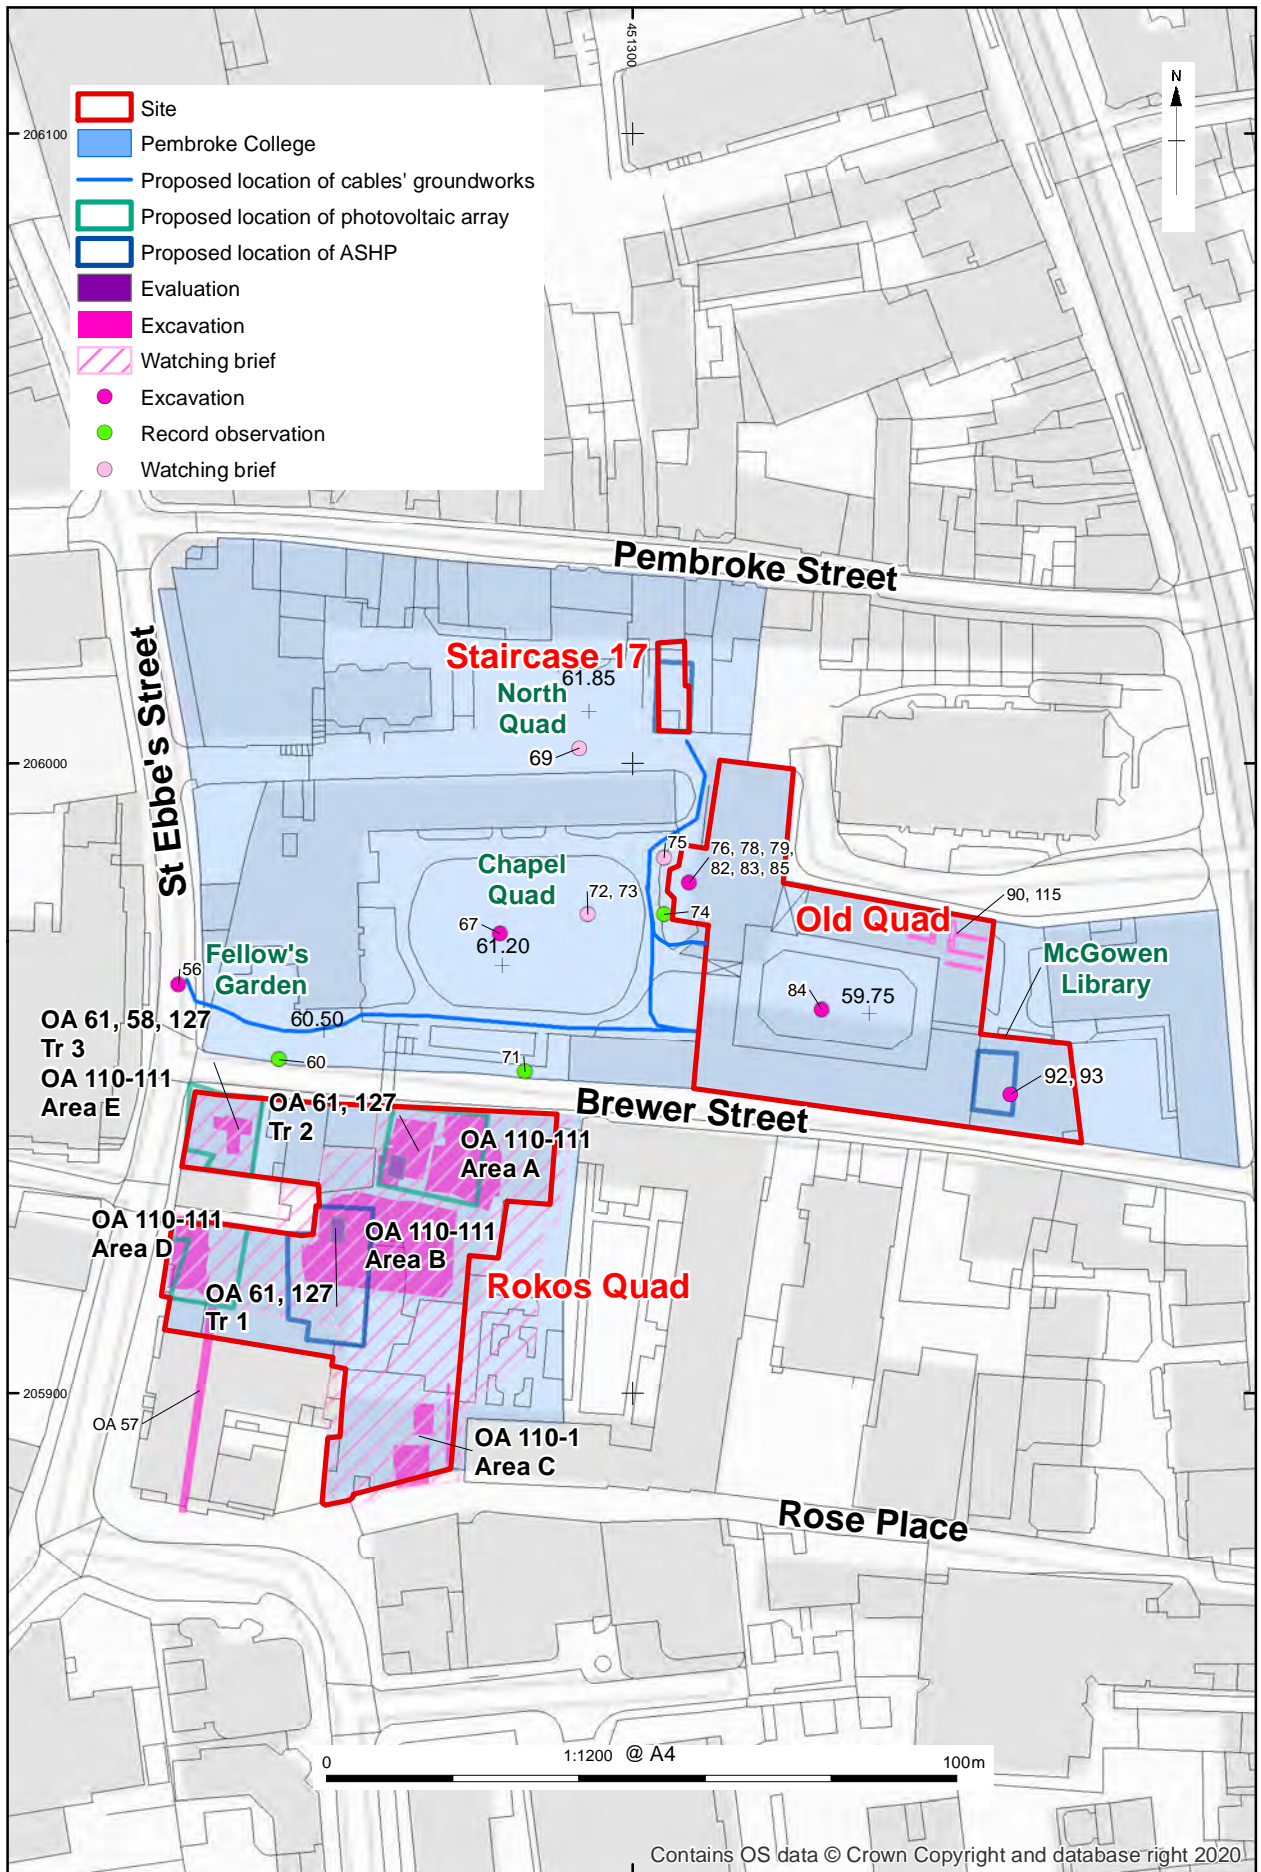 451300
N
206100
Site
Pembroke College
Proposed location of cables' groundworks
Proposed location of photovoltaic array
Proposed location of ASHP
Evaluation
Excavation
Watching brief
Excavation
Record observation
Watching brief
Pembroke Street
St Ebbe's Street
Staircase 17
61.85
North
Quad
69
206000
75
76, 78, 79,
82, 83, 85
Chapel
Quad
72, 73
74
67
61.20
90, 115
Old Quad
McGowen
Library
Fellow's
Garden
56
84
59.75
60.50
OA 61, 58, 127
Tr 3
OA 110-111
Area E
60
71
92, 93
OA 61, 127
Tr 2
Brewer Street
OA 110-111
Area A
OA 110-111
Area D
OA 110-111
Area B
OA 61, 127
Tr 1
Rokos Quad
205900
OA 57
OA 110-1
Area C
Rose Place
0
1:1200 @ A4
100m
Contains OS data © Crown Copyright and database right 2020